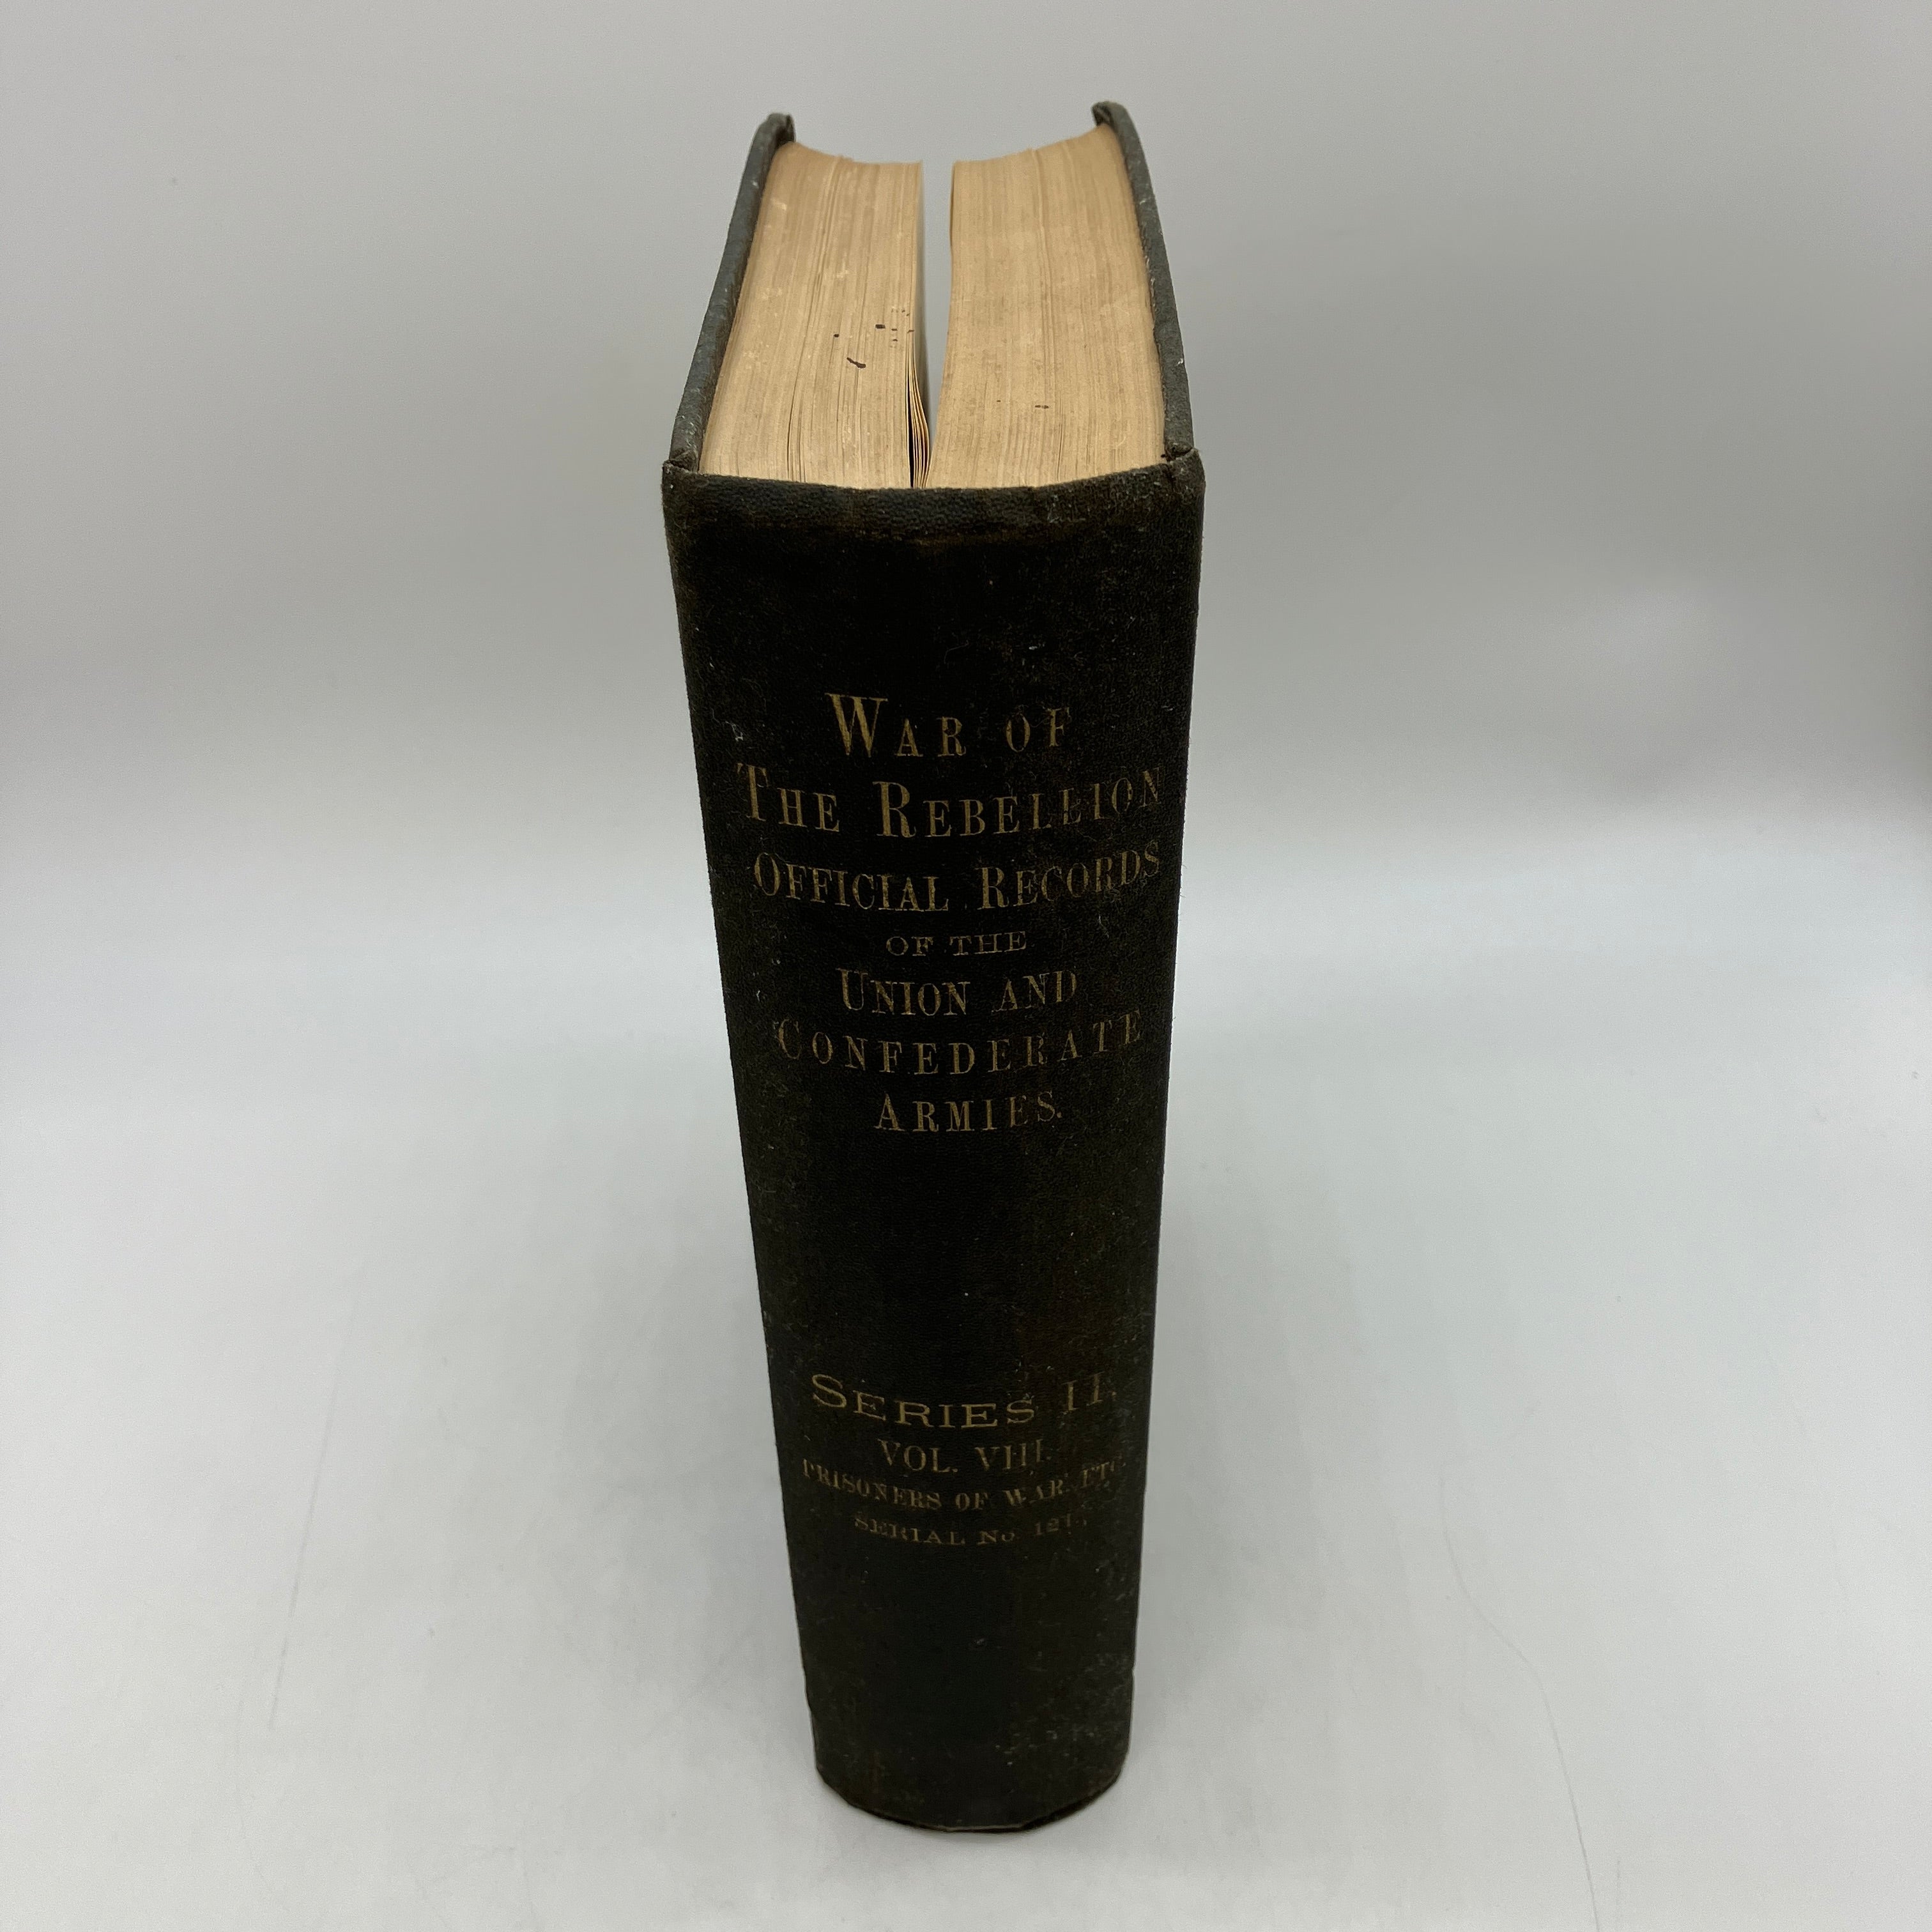 WAR OF
THE REBELLION
OFFICIAL RECORDS
OF THE
UNION AND
CONFEDERATE
ARMIES.
SERIES II.
VOL. VIII.
PRISONERS OF WAR, ETC.
SERIAL No. 121.